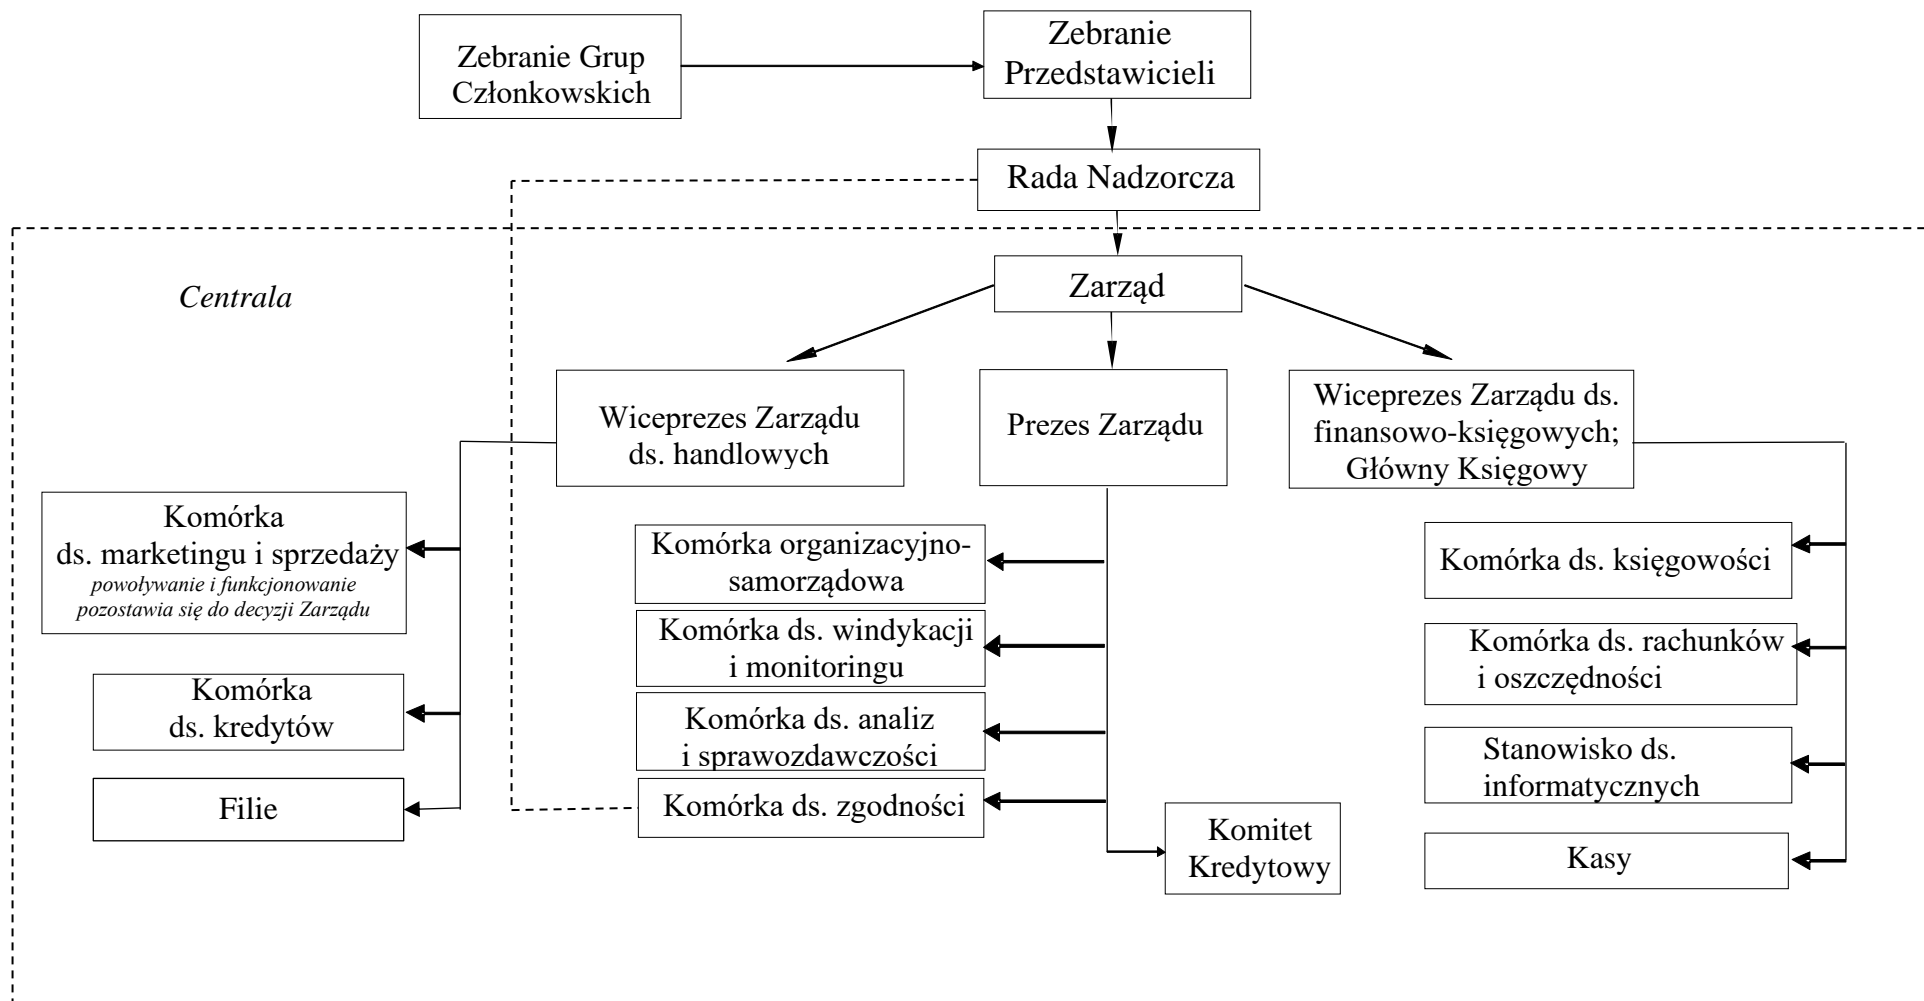 Zebranie Grup
Członkowskich
Zebranie
Przedstawicieli
Rada Nadzorcza
Centrala
Zarząd
Wiceprezes Zarządu
ds. handlowych
Prezes Zarządu
Wiceprezes Zarządu ds.
finansowo-księgowych;
Główny Księgowy
Komórka
ds. marketingu i sprzedaży
powoływanie i funkcjonowanie
pozostawia się do decyzji Zarządu
Komórka
ds. kredytów
Filie
Komórka organizacyjno-
samorządowa
Komórka ds. windykacji
i monitoringu
Komórka ds. analiz
i sprawozdawczości
Komórka ds. zgodności
Komitet
Kredytowy
Komórka ds. księgowości
Komórka ds. rachunków
i oszczędności
Stanowisko ds.
informatycznych
Kasy